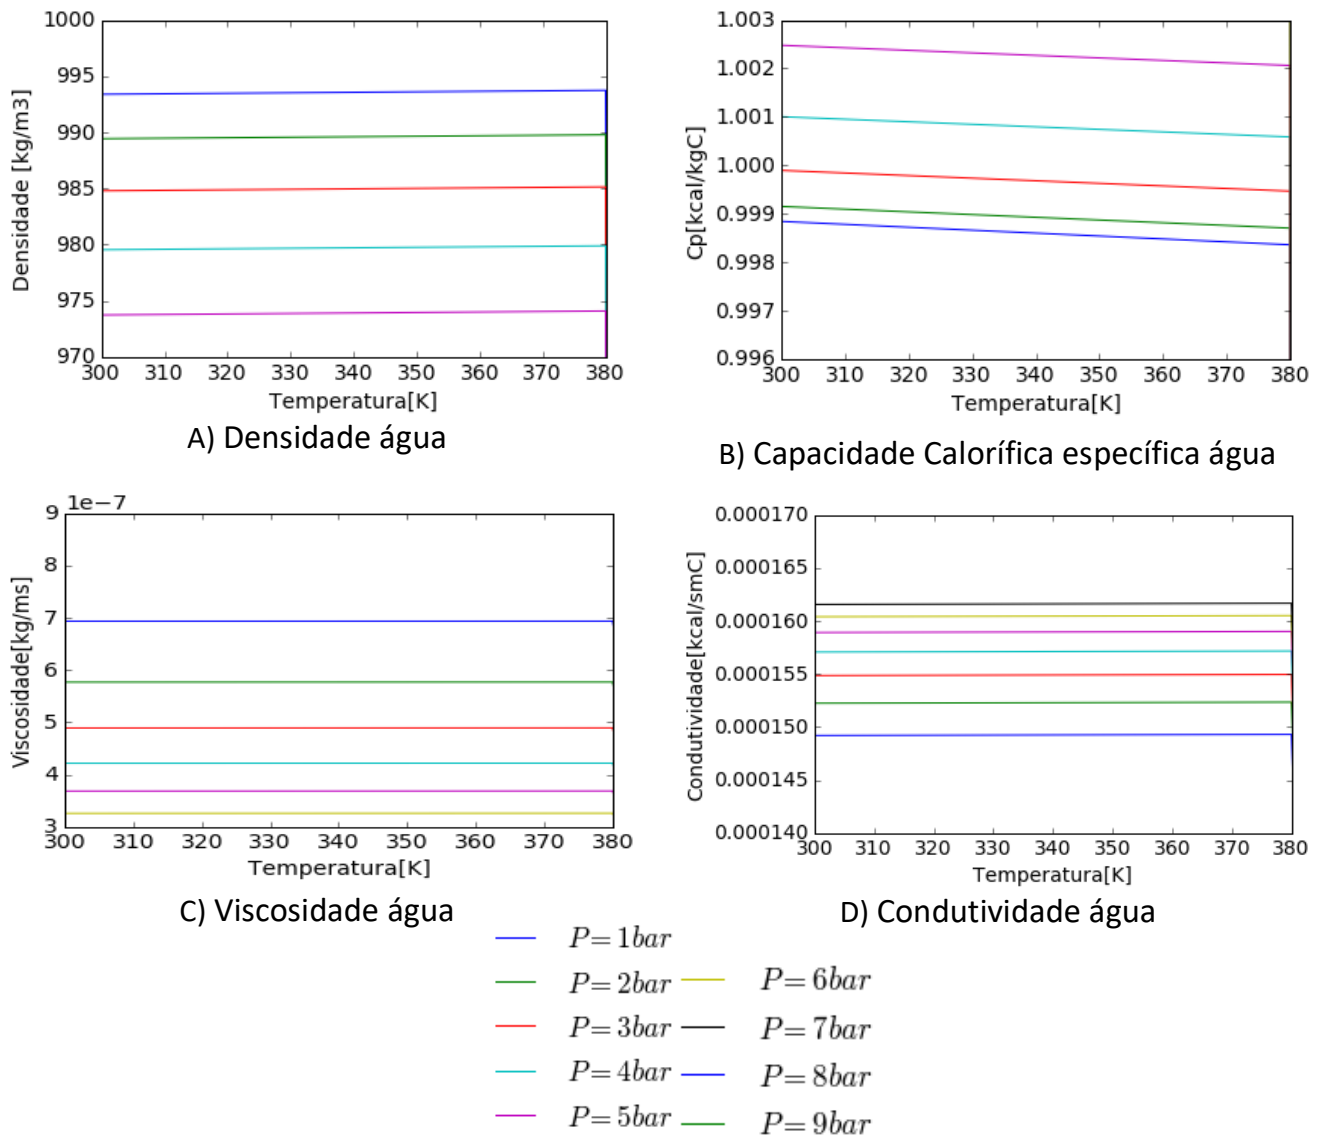 1000
995
990
985
980
975
970
Densidade [kg/m3]
300 310 320 330 340 350 360 370 380
Temperatura[K]
A) Densidade água
1.003
1.002
1.001
1.000
0.999
0.998
0.997
0.996
Cp[kcal/kgC]
300 310 320 330 340 350 360 370 380
Temperatura[K]
B) Capacidade Calorífica específica água
1e−7
9
8
7
6
5
4
3
Viscosidade[kg/ms]
300 310 320 330 340 350 360 370 380
Temperatura[K]
C) Viscosidade água
0.000170
0.000165
0.000160
0.000155
0.000150
0.000145
0.000140
Condutividade[kcal/smC]
300 310 320 330 340 350 360 370 380
Temperatura[K]
D) Condutividade água
P=1bar
P=2bar
P=3bar
P=4bar
P=5bar
P=6bar
P=7bar
P=8bar
P=9bar